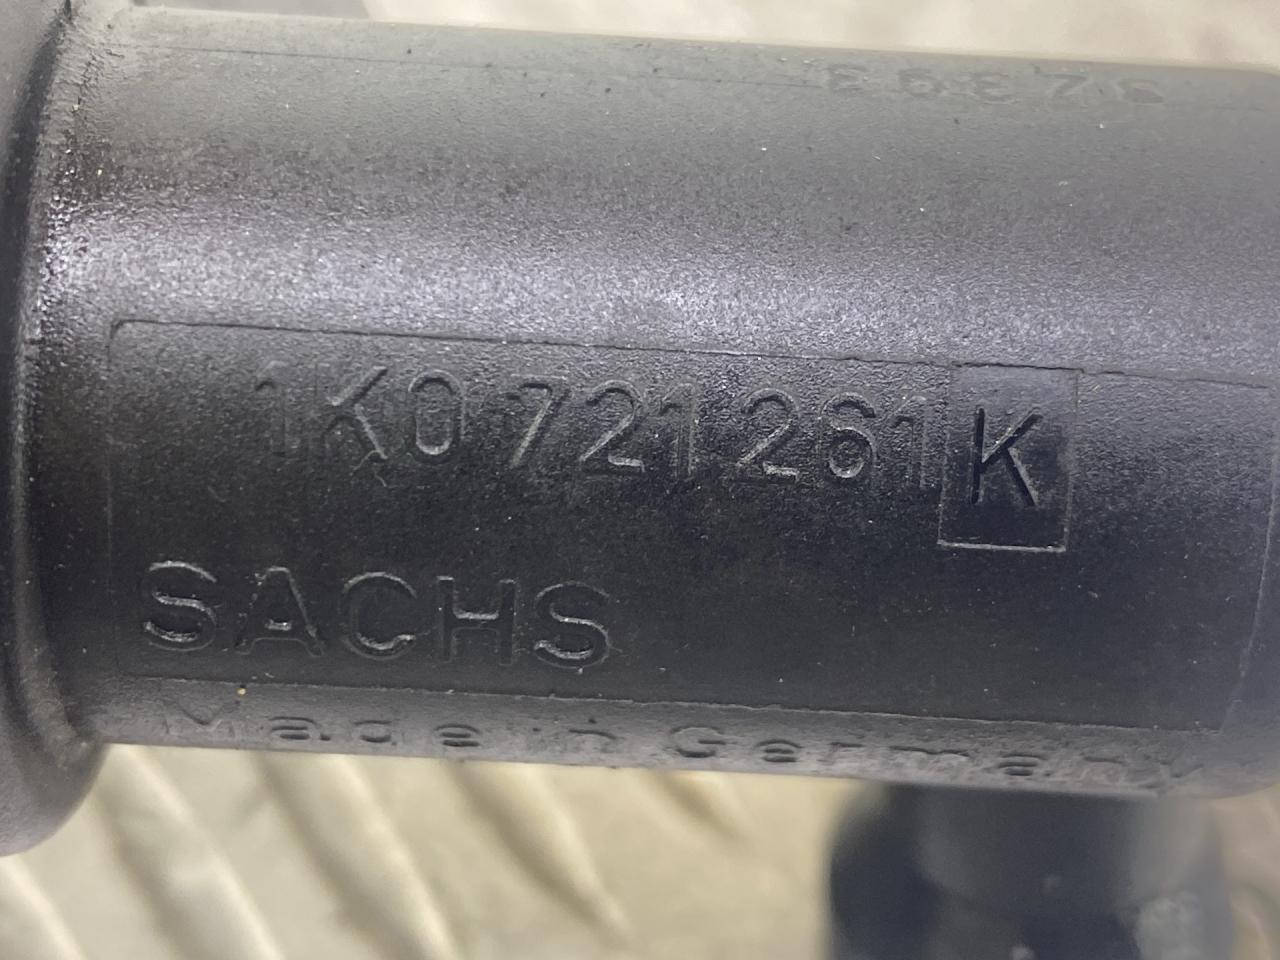 1K0 721 261 K
SACHS
Made in Germany